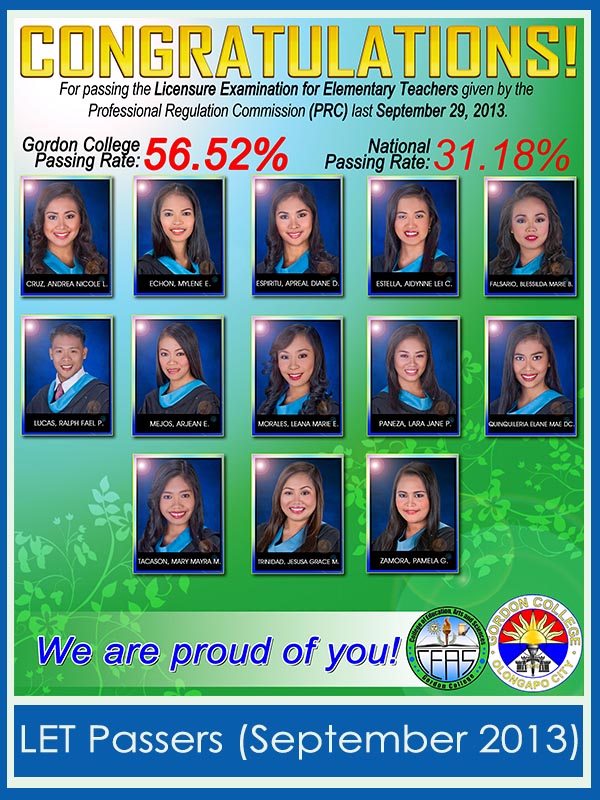 CONGRATULATIONS!
For passing the Licensure Examination for Elementary Teachers given by the
Professional Regulation Commission (PRC) last September 29, 2013.
Gordon College
Passing Rate: 56.52%
National
Passing Rate: 31.18%
CRUZ, ANDREA NICOLE L.
ECHON, MYLENE E.
ESPIRITU, APREAL DIANE D.
ESTELLA, AIDYNNE LEI C.
FALSARIO, BLESSILDA MARIE B.
LUCAS, RALPH FAEL P.
MEJOS, ARJEAN E.
MORALES, LEANA MARIE E.
PANEZA, LARA JANE P.
QUINQUILERIA ELANE MAE DC.
TACASON, MARY MAYRA M.
TRINIDAD, JESUSA GRACE M.
ZAMORA, PAMELA G.
We are proud of you!
College of Education, Arts and Sciences
CEAS
Gordon College
GORDON COLLEGE
OLONGAPO CITY
LET Passers (September 2013)